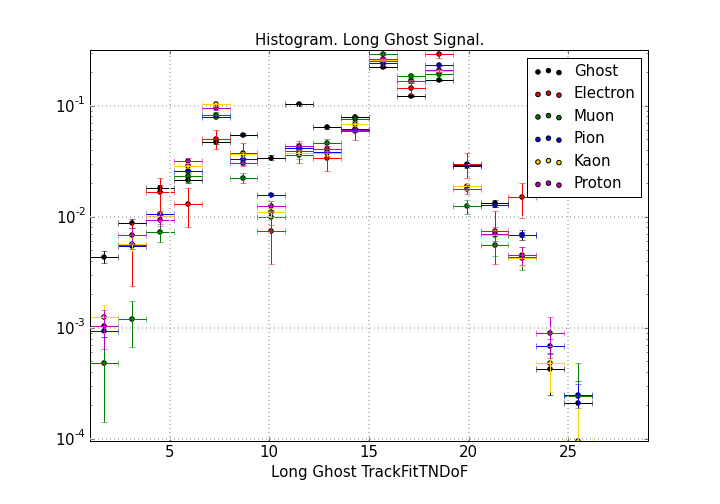 Histogram. Long Ghost Signal.
Ghost
Electron
Muon
Pion
Kaon
Proton
10⁻¹
10⁻²
10⁻³
10⁻⁴
5 10 15 20 25
Long Ghost TrackFitTNDoF